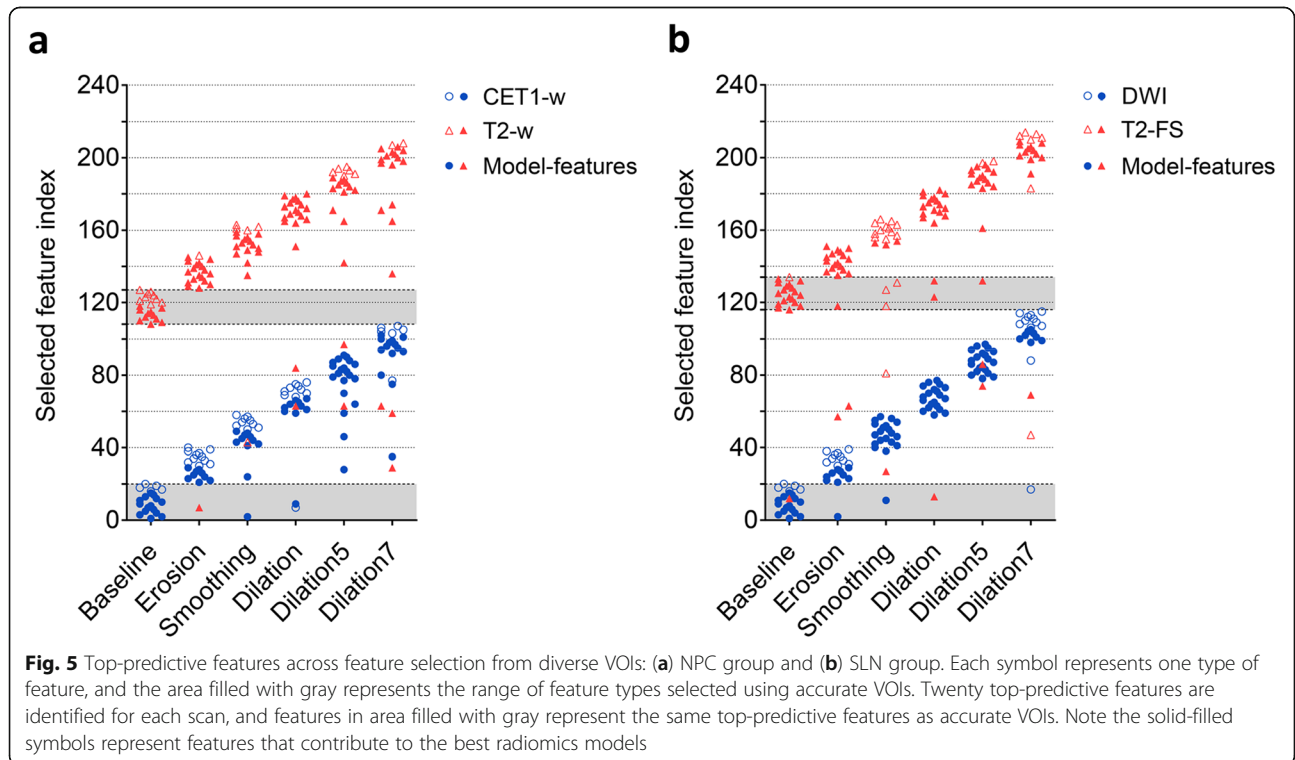 a
240
200
160
120
80
40
0
Selected feature index
Baseline
Erosion
Smoothing
Dilation
Dilation5
Dilation7
CET1-w
T2-w
Model-features
b
240
200
160
120
80
40
0
Selected feature index
Baseline
Erosion
Smoothing
Dilation
Dilation5
Dilation7
DWI
T2-FS
Model-features
Fig. 5 Top-predictive features across feature selection from diverse VOIs: (a) NPC group and (b) SLN group. Each symbol represents one type of
feature, and the area filled with gray represents the range of feature types selected using accurate VOIs. Twenty top-predictive features are
identified for each scan, and features in area filled with gray represent the same top-predictive features as accurate VOIs. Note the solid-filled
symbols represent features that contribute to the best radiomics models